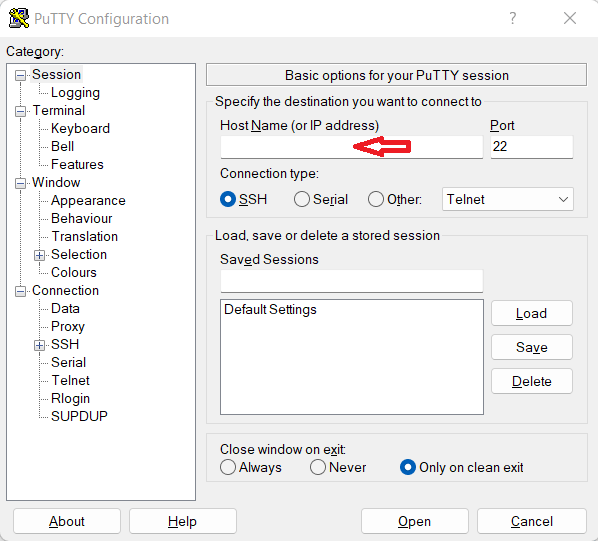 PuTTY Configuration
?
Category:
Session
Logging
Terminal
Keyboard
Bell
Features
Window
Appearance
Behaviour
Translation
Selection
Colours
Connection
Data
Proxy
SSH
Serial
Telnet
Rlogin
SUPDUP
Basic options for your PuTTY session
Specify the destination you want to connect to
Host Name (or IP address) Port
22
Connection type:
SSH Serial Other: Telnet
Load, save or delete a stored session
Saved Sessions
Default Settings
Load
Save
Delete
Close window on exit:
Always Never Only on clean exit
About Help Open Cancel